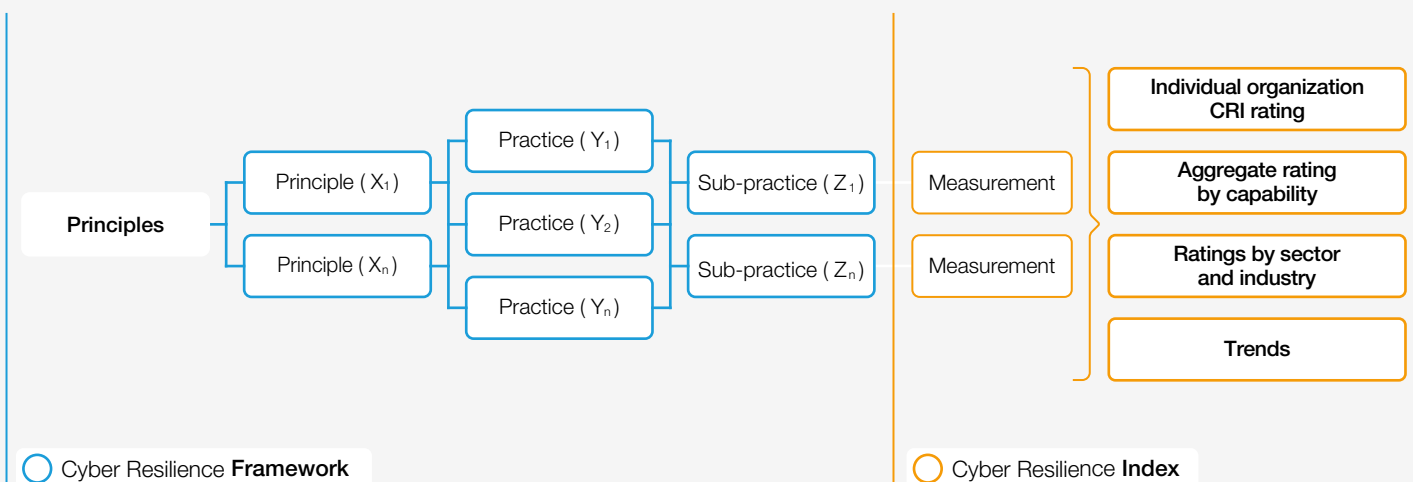 Principles
Principle ( X₁ )
Principle ( Xₙ )
Practice ( Y₁ )
Practice ( Y₂ )
Practice ( Yₙ )
Sub-practice ( Z₁ )
Sub-practice ( Zₙ )
Measurement
Measurement
Individual organization
CRI rating
Aggregate rating
by capability
Ratings by sector
and industry
Trends
Cyber Resilience Framework
Cyber Resilience Index